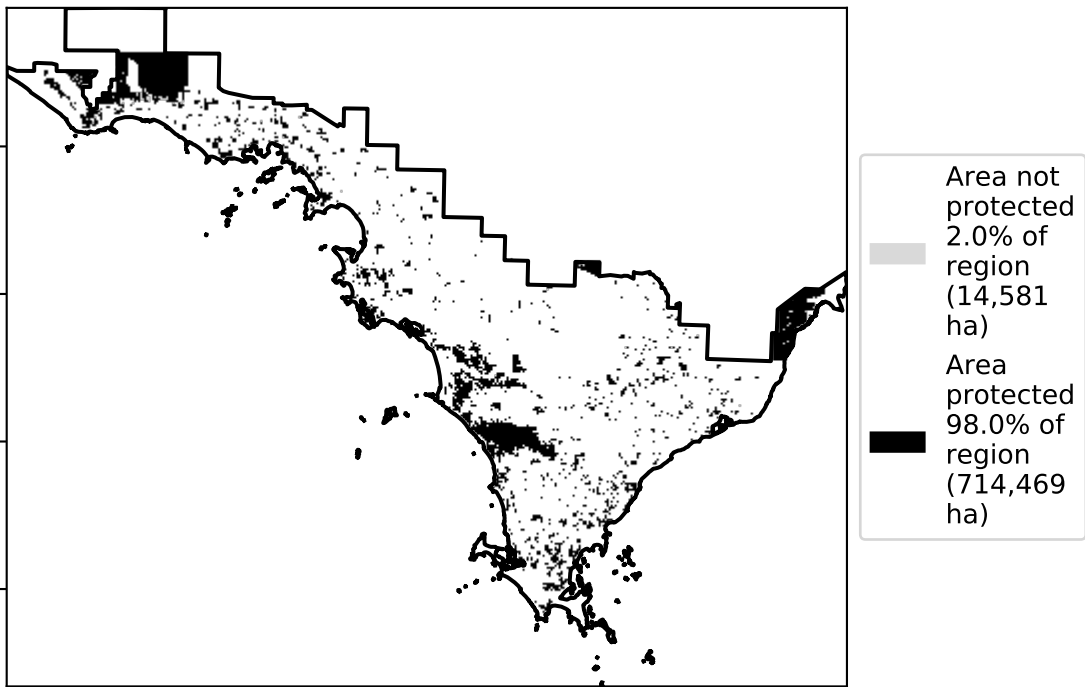 Area not
protected
2.0% of
region
(14,581
ha)
Area
protected
98.0% of
region
(714,469
ha)